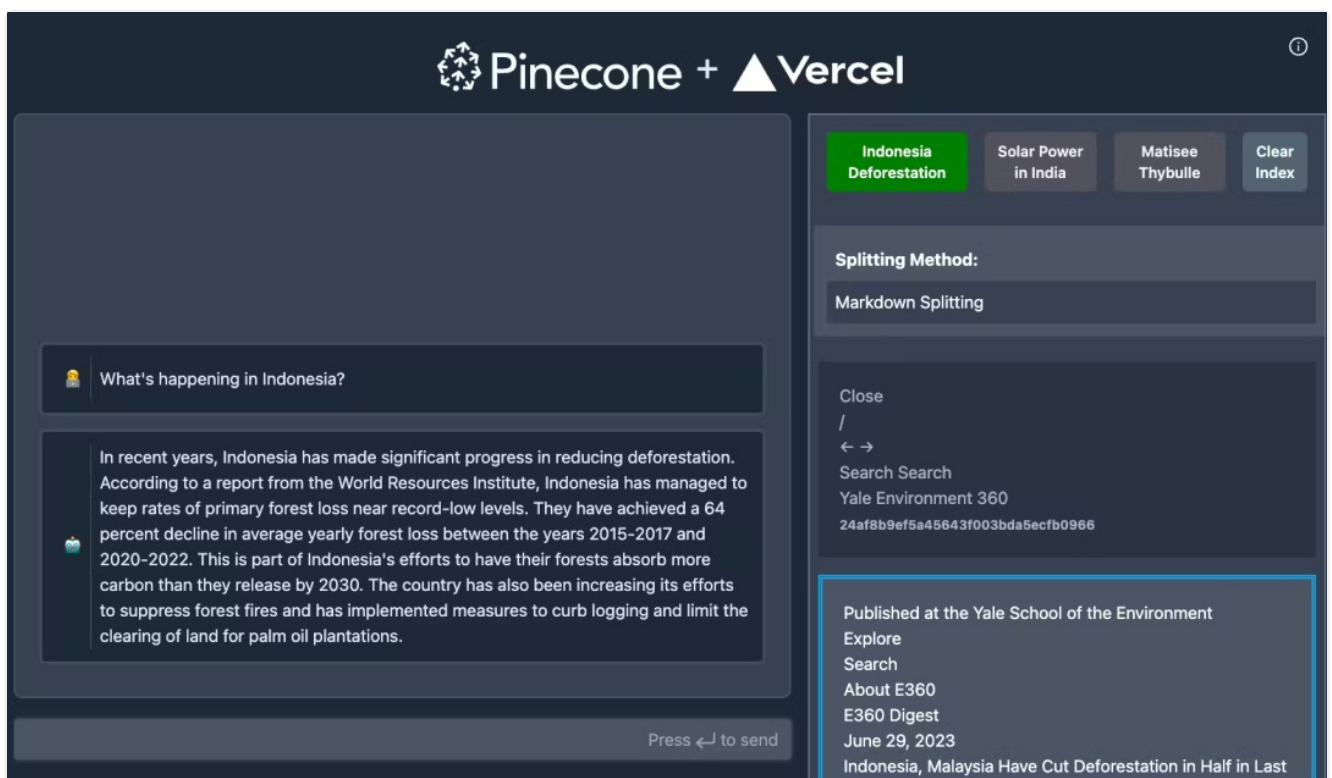 Pinecone + Vercel
What's happening in Indonesia?
In recent years, Indonesia has made significant progress in reducing deforestation.
According to a report from the World Resources Institute, Indonesia has managed to
keep rates of primary forest loss near record-low levels. They have achieved a 64
percent decline in average yearly forest loss between the years 2015-2017 and
2020-2022. This is part of Indonesia's efforts to have their forests absorb more
carbon than they release by 2030. The country has also been increasing its efforts
to suppress forest fires and has implemented measures to curb logging and limit the
clearing of land for palm oil plantations.
Press ↵ to send
Indonesia
Deforestation
Solar Power
in India
Matisee
Thybulle
Clear
Index
Splitting Method:
Markdown Splitting
Close
/
← →
Search Search
Yale Environment 360
24af8b9ef5a45643f003bda5ecfb0966
Published at the Yale School of the Environment
Explore
Search
About E360
E360 Digest
June 29, 2023
Indonesia, Malaysia Have Cut Deforestation in Half in Last